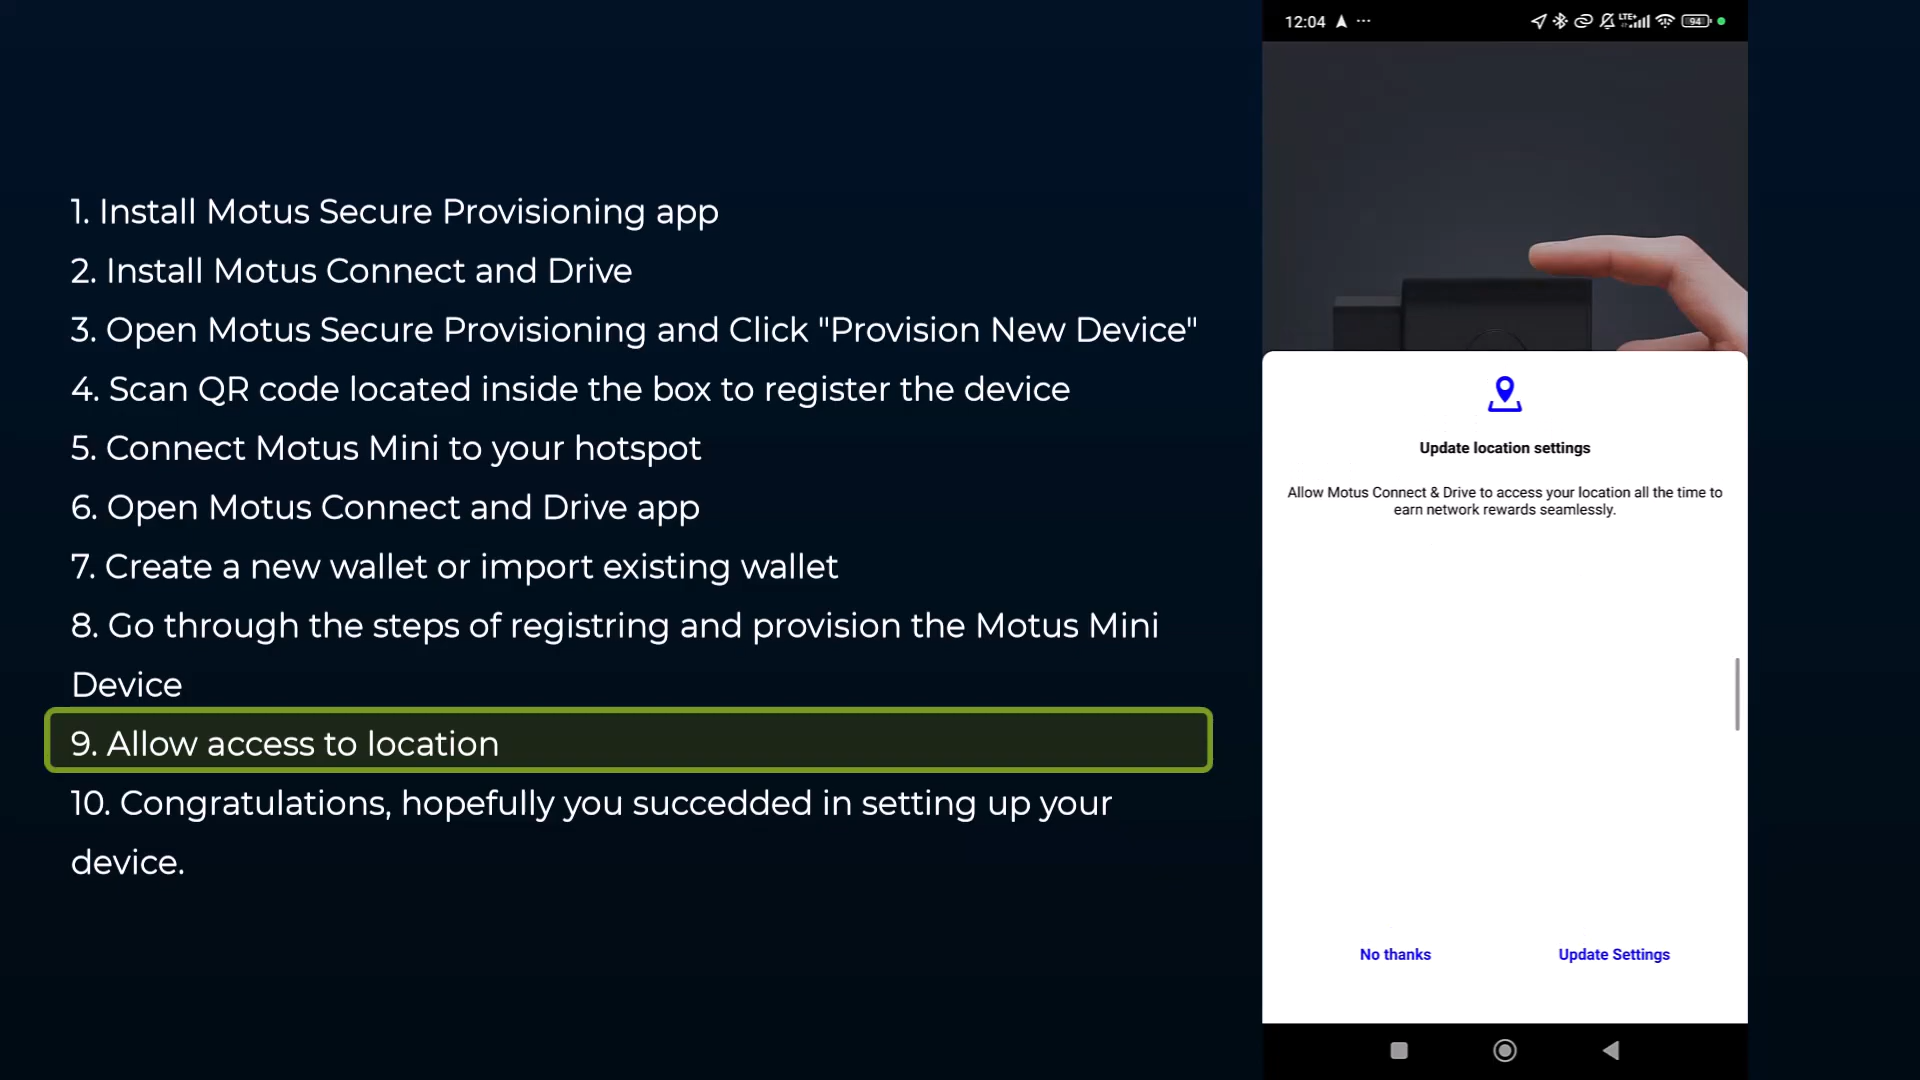 1. Install Motus Secure Provisioning app
2. Install Motus Connect and Drive
3. Open Motus Secure Provisioning and Click "Provision New Device"
4. Scan QR code located inside the box to register the device
5. Connect Motus Mini to your hotspot
6. Open Motus Connect and Drive app
7. Create a new wallet or import existing wallet
8. Go through the steps of registring and provision the Motus Mini
Device
9. Allow access to location
10. Congratulations, hopefully you succedded in setting up your
device.
12:04
LTE+
94
Update location settings
Allow Motus Connect & Drive to access your location all the time to
earn network rewards seamlessly.
No thanks
Update Settings